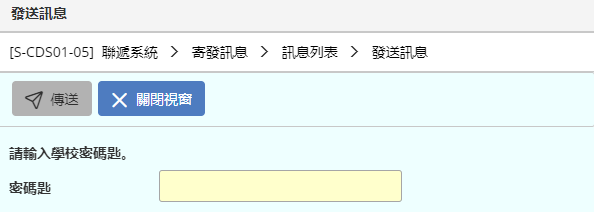 發送訊息
[S-CDS01-05] 聯遞系統 > 寄發訊息 > 訊息列表 > 發送訊息
傳送 關閉視窗
請輸入學校密碼匙。
密碼匙